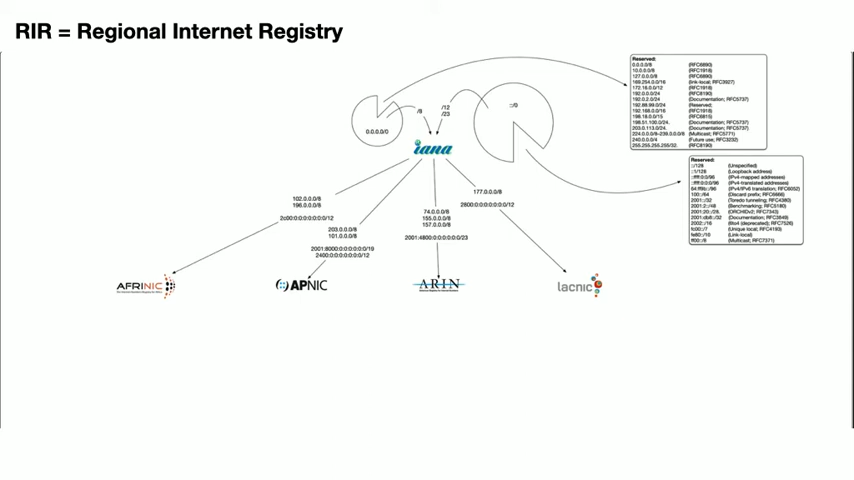 RIR = Regional Internet Registry
Reserved:
0.0.0.0/8 (RFC6890)
10.0.0.0/8 (RFC1918)
127.0.0.0/8 (RFC6890)
169.254.0.0/16 (link-local; RFC3927)
172.16.0.0/12 (RFC1918)
192.0.0.0/24 (RFC8190)
192.0.2.0/24 (Documentation; RFC5737)
192.88.99.0/24 (Reserved;
192.168.0.0/16 (RFC1918)
198.18.0.0/15 (RFC6815)
198.51.100.0/24. (Documentation; RFC5737)
203.0.113.0/24. (Documentation; RFC5737)
224.0.0.0/8-239.0.0.0/8 (Multicast; RFC5737)
240.0.0.0/4 (Future use; RFC3232)
255.255.255.255/32. (RFC8190)
0.0.0.0/0
/8
/12
/23
::/0
iana
Reserved:
::/128 (Unspecified)
::1/128 (Loopback address)
::ffff:0:0/96 (IPv4-mapped addresses)
::ffff:0:0:0/96 (IPv4-translated addresses)
64:ff9b::/96 (IPv4/IPv6 translation; RFC6052)
100::/64 (Discard prefix; RFC6666)
2001::/32 (Toredo tunneling; RFC4380)
2001:2::/48 (Benchmarking; RFC5180)
2001:20::/28. (ORCHIDv2; RFC7343)
2001:db8::/32 (Documentation; RFC3849)
2002::/16 (6to4 (deprecated); RFC7526)
fc00::/7 (Unique local; RFC4193)
fe80::/10 (Link-local)
ff00::/8 (Multicast; RFC7371)
102.0.0.0/8
196.0.0.0/8
2c00:0:0:0:0:0:0:0/12
203.0.0.0/8
101.0.0.0/8
2001:8000:0:0:0:0:0:0/19
2400:0:0:0:0:0:0:0/12
74.0.0.0/8
155.0.0.0/8
157.0.0.0/8
2001:4800:0:0:0:0:0:0/23
177.0.0.0/8
2800:0:0:0:0:0:0:0/12
AFRINIC
APNIC
ARIN
lacnic